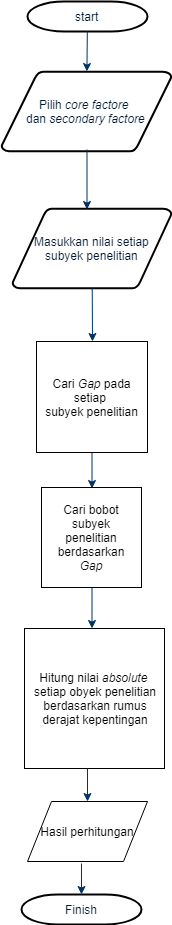 start
Pilih core factore
dan secondary factore
Masukkan nilai setiap
subyek penelitian
Cari Gap pada
setiap
subyek penelitian
Cari bobot
subyek
penelitian
berdasarkan
Gap
Hitung nilai absolute
setiap obyek penelitian
berdasarkan rumus
derajat kepentingan
Hasil perhitungan
Finish